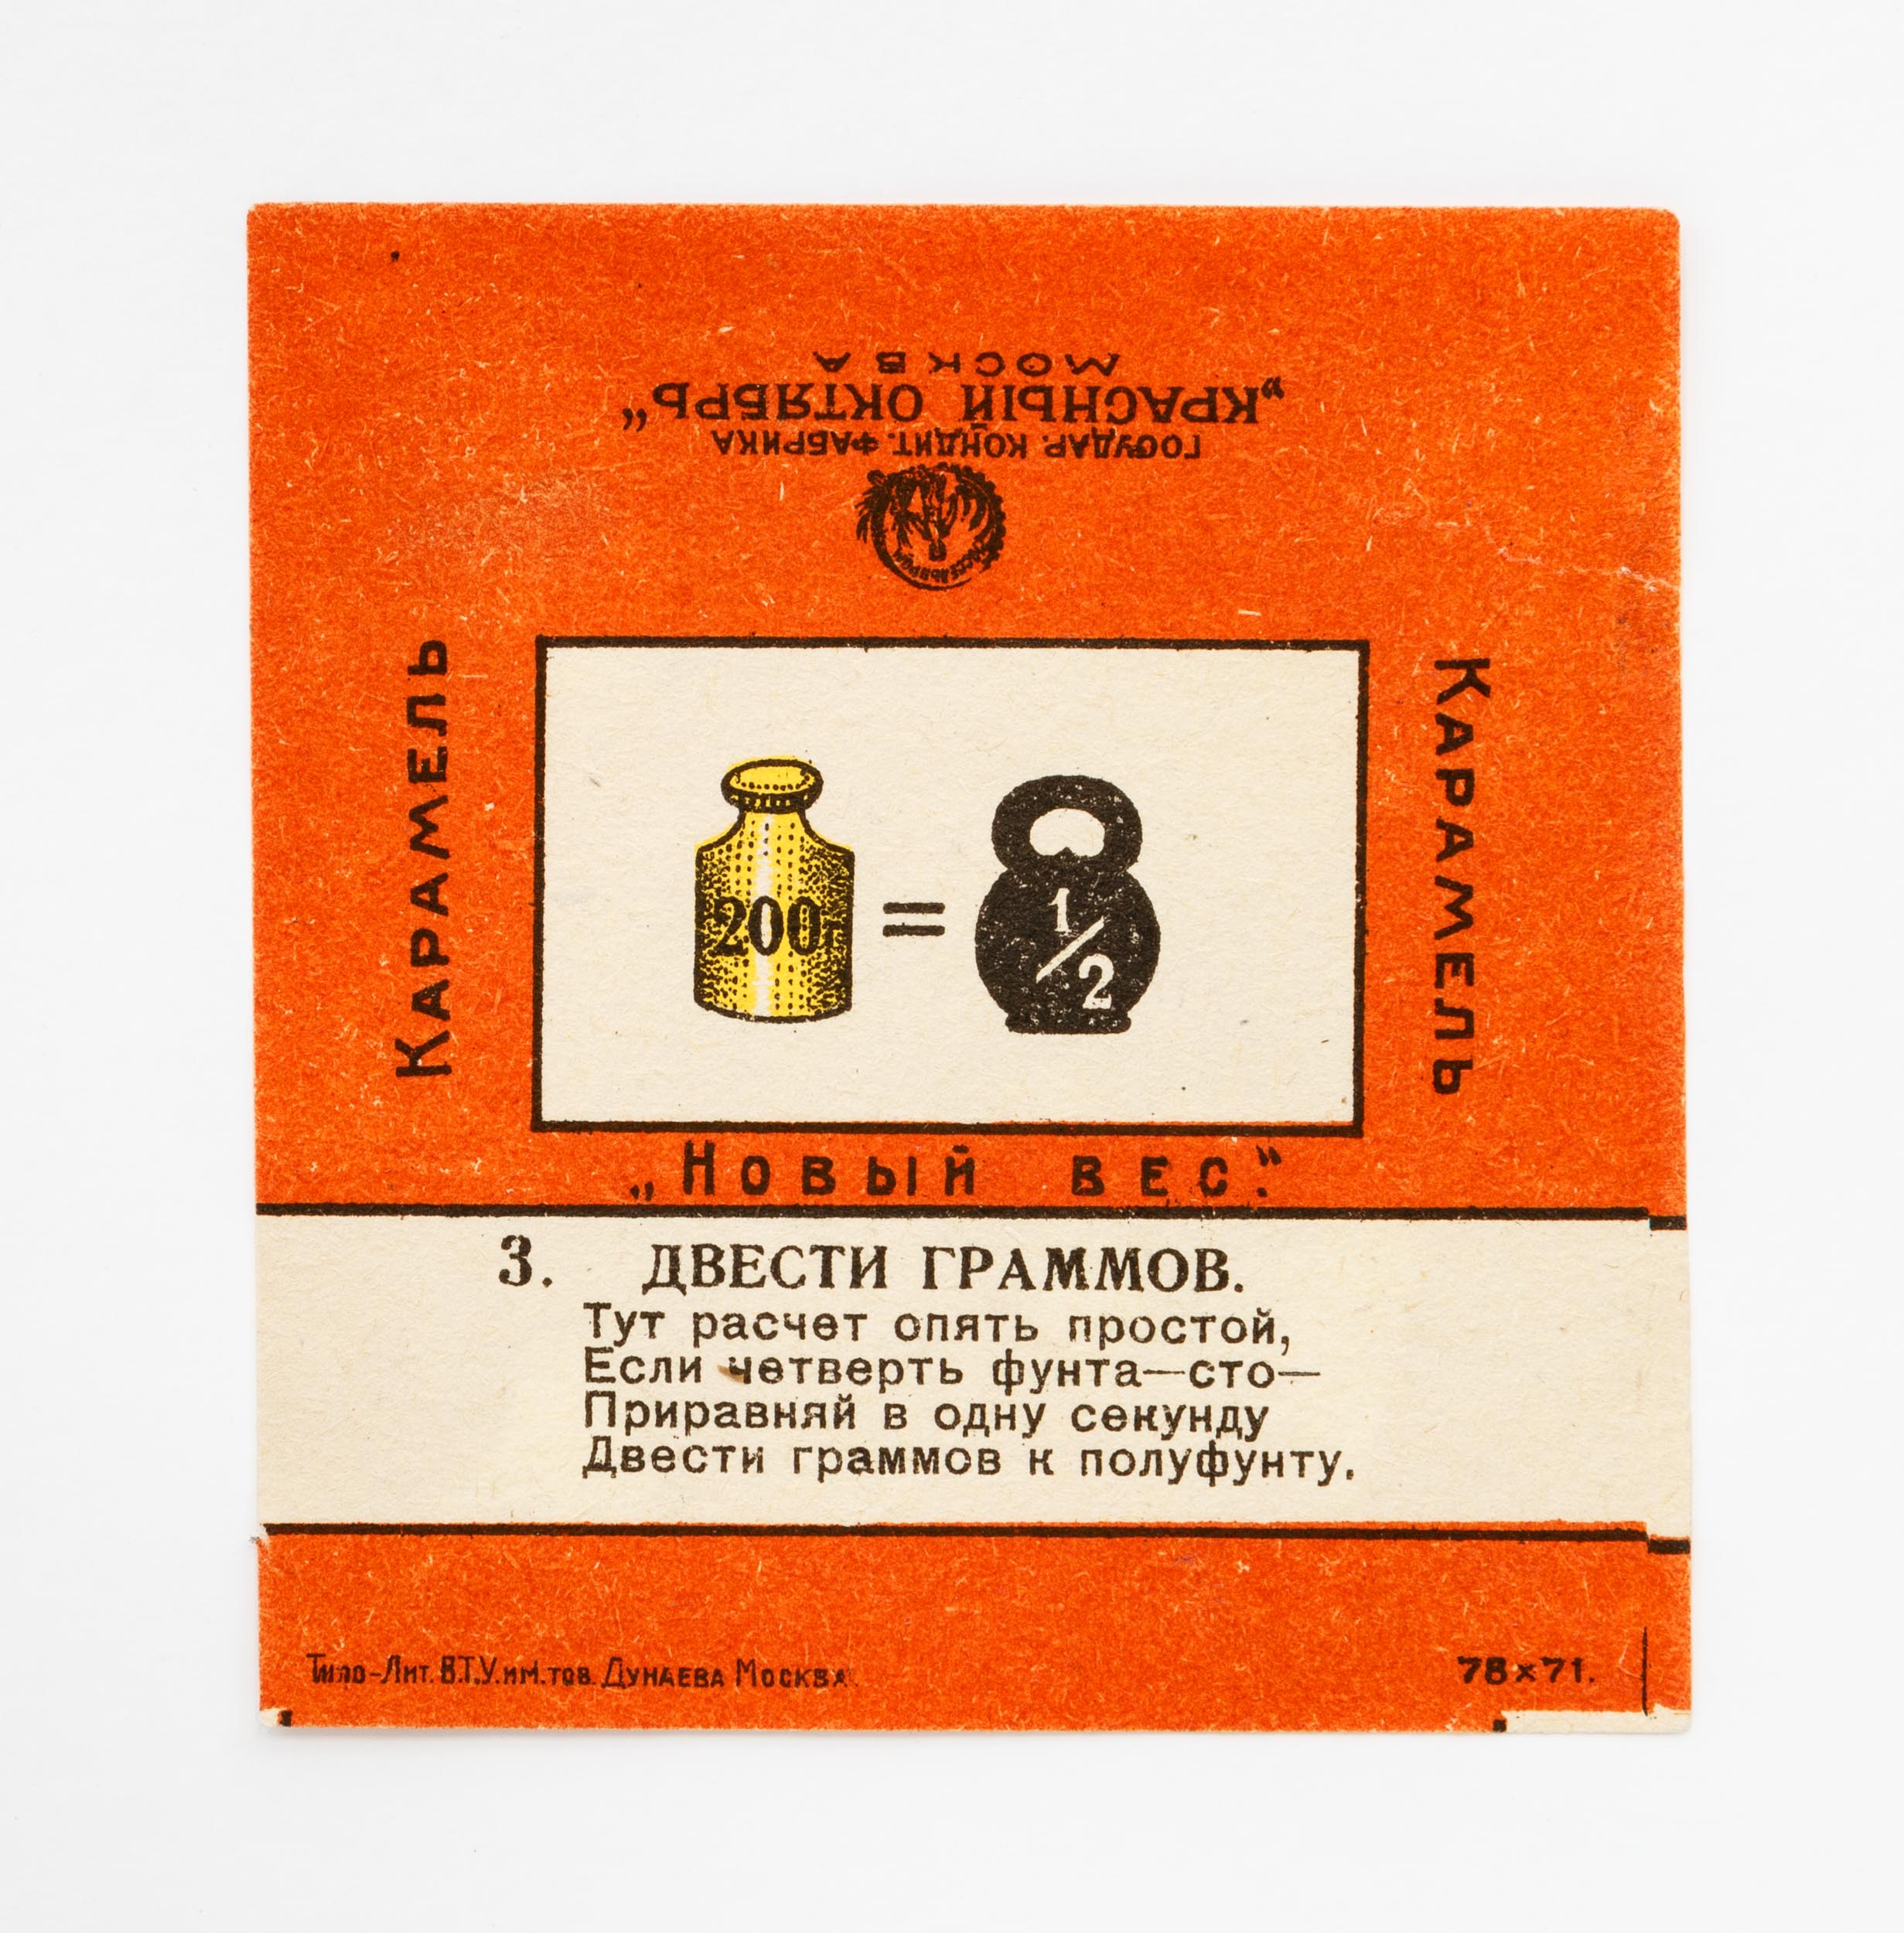 МОСКВА
„КРАСНЫЙ ОКТЯБРЬ“
ГОСУДАР. КОНДИТ. ФАБРИКА
КАРАМЕЛЬ
200г
=
1/2
КАРАМЕЛЬ
„НОВЫЙ ВЕС“.
3. ДВЕСТИ ГРАММОВ.
Тут расчет опять простой,
Если четверть фунта—сто—
Приравняй в одну секунду
Двести граммов к полуфунту.
Типо-Лит. В.Т.У. им. тов. Дунаева Москва.
78×71.